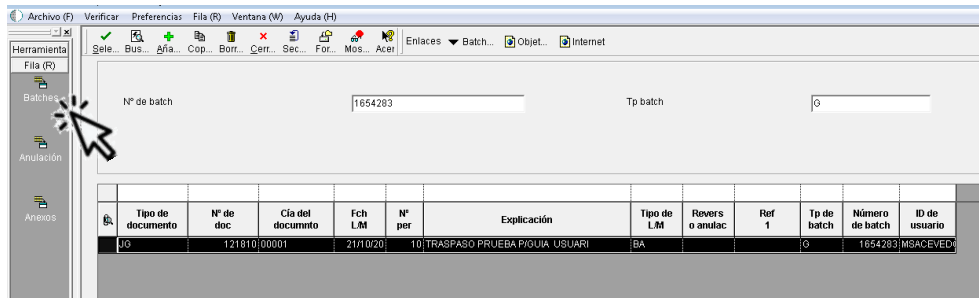 Archivo (F) Verificar Preferencias Fila (R) Ventana (W) Ayuda (H)
Herramienta
Sele... Bus... Aña... Cop... Borr... Cerr... Sec... For... Mos... Acer Enlaces Batch... Objet... Internet
Fila (R)
Batches
Nº de batch 1654283 Tp batch G
Anulación
Anexos
Tipo de documento Nº de doc Cía del documnto Fch L/M Nº per Explicación Tipo de L/M Revers o anulac Ref 1 Tp de batch Número de batch ID de usuario
JG 121810 00001 21/10/20 10 TRASPASO PRUEBA P/GUIA USUARI BA G 1654283 MSACEVEDO